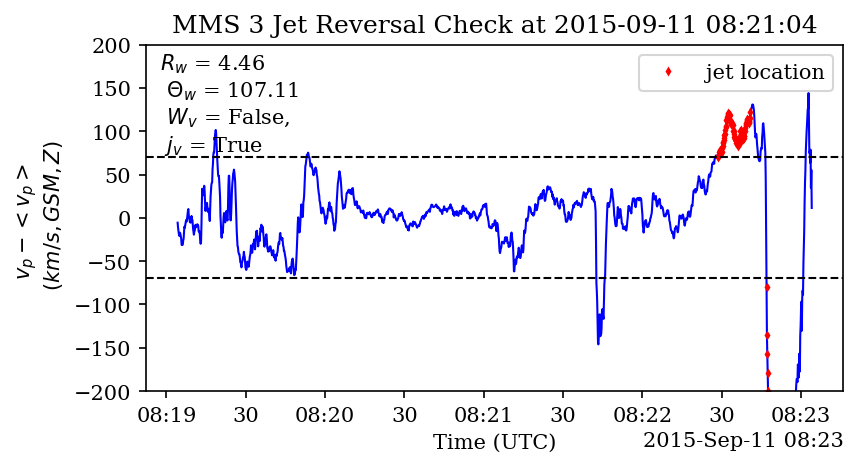 MMS 3 Jet Reversal Check at 2015-09-11 08:21:04
R_w = 4.46
Θ_w = 107.11
W_v = False,
j_v = True
jet location
v_p − < v_p >
(km/s, GSM, Z)
200
150
100
50
0
−50
−100
−150
−200
08:19 30 08:20 30 08:21 30 08:22 30 08:23
Time (UTC)
2015-Sep-11 08:23